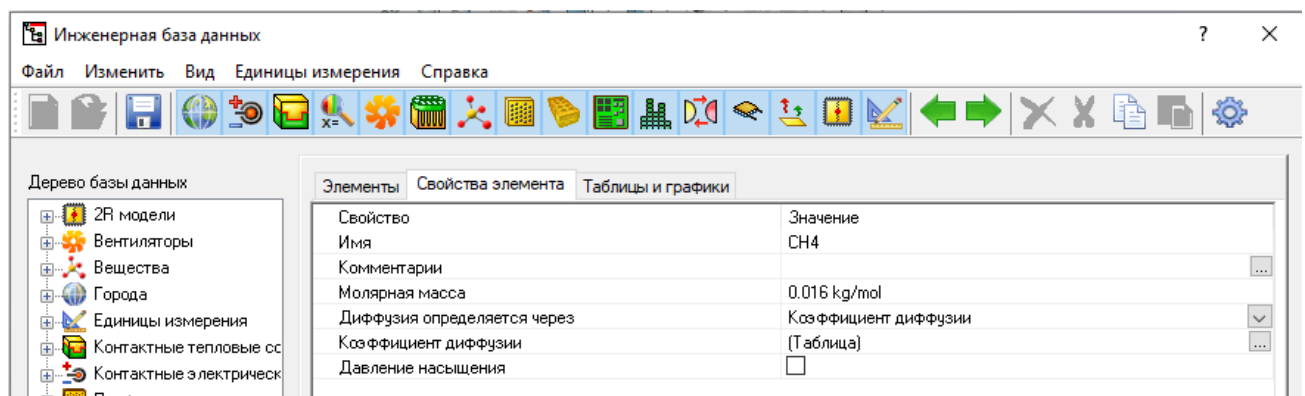 Инженерная база данных
?
Файл Изменить Вид Единицы измерения Справка
x=
Дерево базы данных
2R модели
Вентиляторы
Вещества
Города
Единицы измерения
Контактные тепловые сс
Контактные электрическ
Элементы Свойства элемента Таблицы и графики
Свойство Значение
Имя CH4
Комментарии ...
Молярная масса 0.016 kg/mol
Диффузия определяется через Коэффициент диффузии
Коэффициент диффузии (Таблица) ...
Давление насыщения